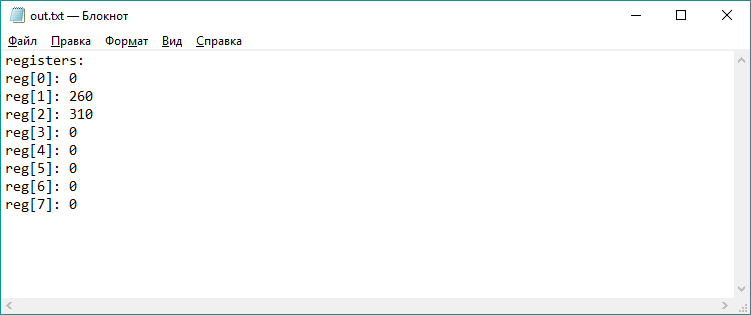 out.txt — Блокнот
Файл Правка Формат Вид Справка
registers:
reg[0]: 0
reg[1]: 260
reg[2]: 310
reg[3]: 0
reg[4]: 0
reg[5]: 0
reg[6]: 0
reg[7]: 0